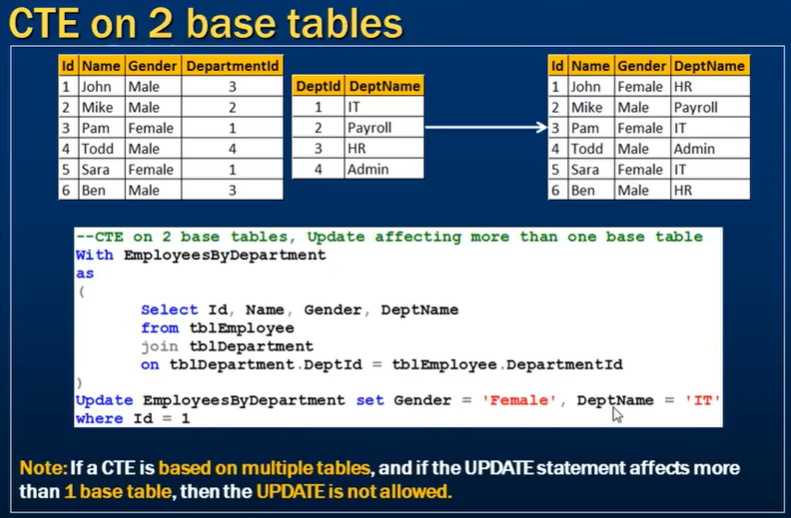 CTE on 2 base tables
Id Name Gender DepartmentId
1 John Male 3
2 Mike Male 2
3 Pam Female 1
4 Todd Male 4
5 Sara Female 1
6 Ben Male 3
DeptId DeptName
1 IT
2 Payroll
3 HR
4 Admin
Id Name Gender DeptName
1 John Female HR
2 Mike Male Payroll
3 Pam Female IT
4 Todd Male Admin
5 Sara Female IT
6 Ben Male HR
--CTE on 2 base tables, Update affecting more than one base table
With EmployeesByDepartment
as
(
Select Id, Name, Gender, DeptName
from tblEmployee
join tblDepartment
on tblDepartment.DeptId = tblEmployee.DepartmentId
)
Update EmployeesByDepartment set Gender = 'Female', DeptName = 'IT'
where Id = 1
Note: If a CTE is based on multiple tables, and if the UPDATE statement affects more
than 1 base table, then the UPDATE is not allowed.